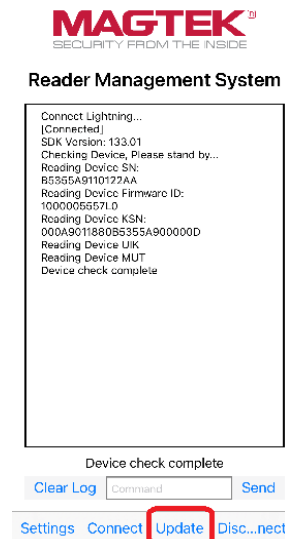 MAGTEK
SECURITY FROM THE INSIDE
Reader Management System
Connect Lightning...
[Connected]
SDK Version: 133.01
Checking Device, Please stand by...
Reading Device SN:
B5355A9110122AA
Reading Device Firmware ID:
1000005557L0
Reading Device KSN:
000A9011880B5355A900000D
Reading Device UIK
Reading Device MUT
Device check complete
Device check complete
Clear Log Command Send
Settings Connect Update Disc...nect